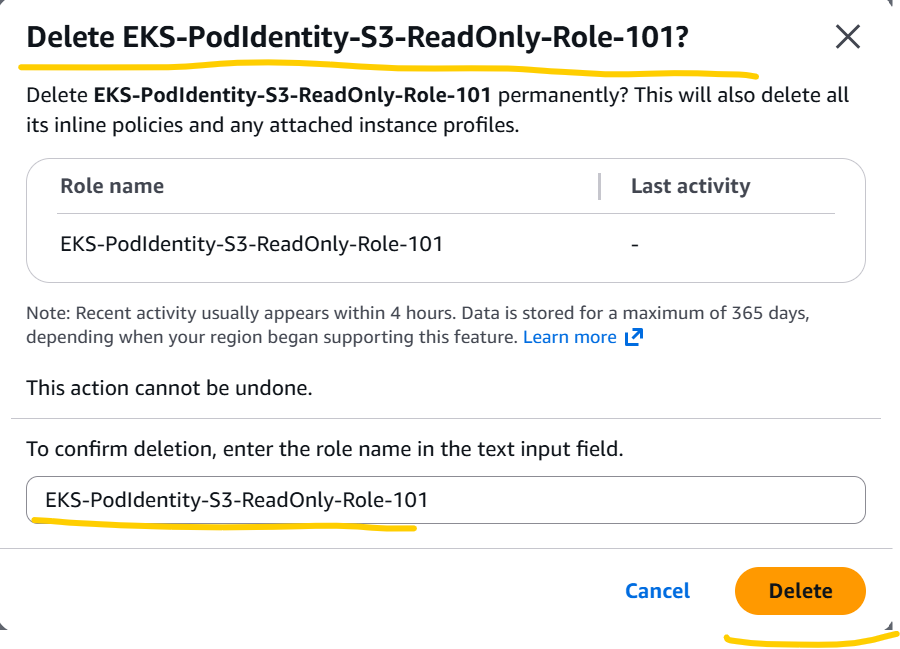 Delete EKS-PodIdentity-S3-ReadOnly-Role-101?
Delete EKS-PodIdentity-S3-ReadOnly-Role-101 permanently? This will also delete all
its inline policies and any attached instance profiles.
Role name Last activity
EKS-PodIdentity-S3-ReadOnly-Role-101 -
Note: Recent activity usually appears within 4 hours. Data is stored for a maximum of 365 days,
depending when your region began supporting this feature. Learn more
This action cannot be undone.
To confirm deletion, enter the role name in the text input field.
EKS-PodIdentity-S3-ReadOnly-Role-101
Cancel Delete